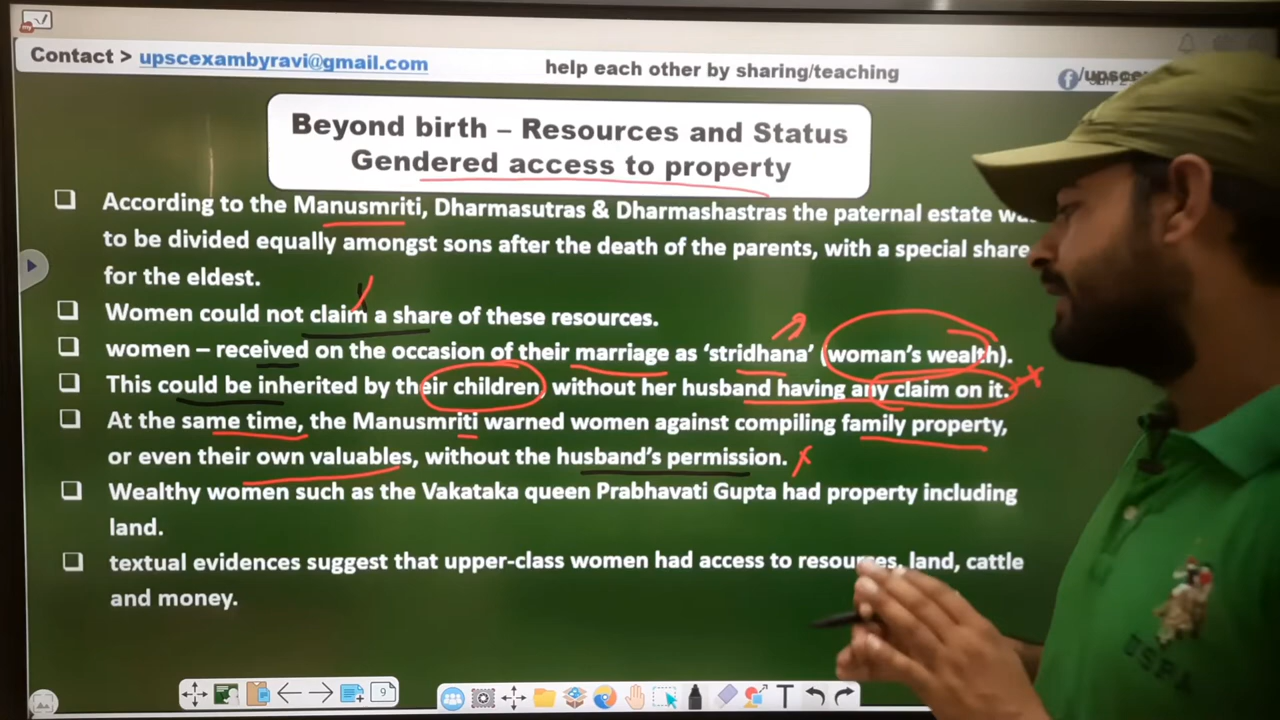 Contact > upscexambyravi@gmail.com
help each other by sharing/teaching
/upsc
Beyond birth – Resources and Status
Gendered access to property
According to the Manusmriti, Dharmasutras & Dharmashastras the paternal estate
to be divided equally amongst sons after the death of the parents, with a special share
for the eldest.
Women could not claim a share of these resources.
women – received on the occasion of their marriage as ‘stridhana’ (woman’s wealth).
This could be inherited by their children, without her husband having any claim on it.
At the same time, the Manusmriti warned women against compiling family property,
or even their own valuables, without the husband’s permission.
Wealthy women such as the Vakataka queen Prabhavati Gupta had property including
land.
textual evidences suggest that upper-class women had access to resources, land, cattle
and money.
9
T
USPA